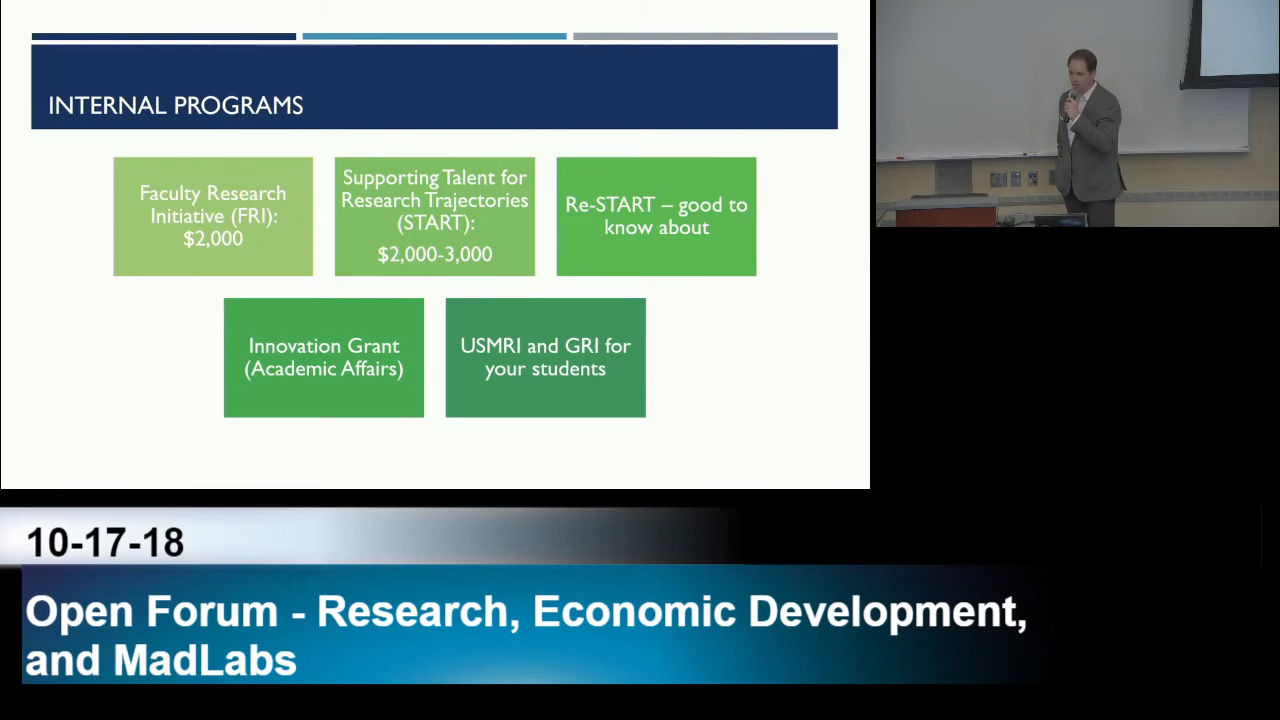 INTERNAL PROGRAMS
Faculty Research
Initiative (FRI):
$2,000
Supporting Talent for
Research Trajectories
(START):
$2,000-3,000
Re-START – good to
know about
Innovation Grant
(Academic Affairs)
USMRI and GRI for
your students
10-17-18
Open Forum - Research, Economic Development,
and MadLabs